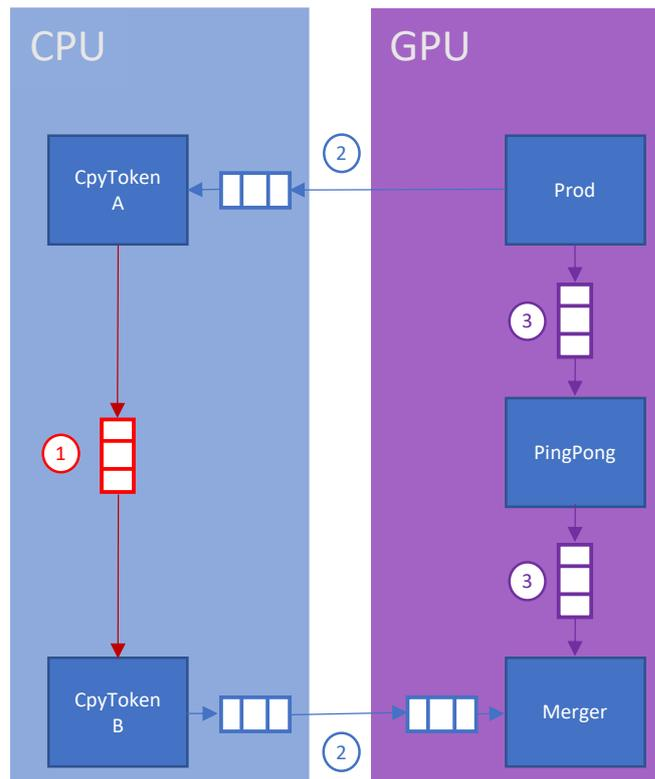 CPU
GPU
2
CpyToken
A
Prod
3
1
PingPong
3
CpyToken
B
Merger
2